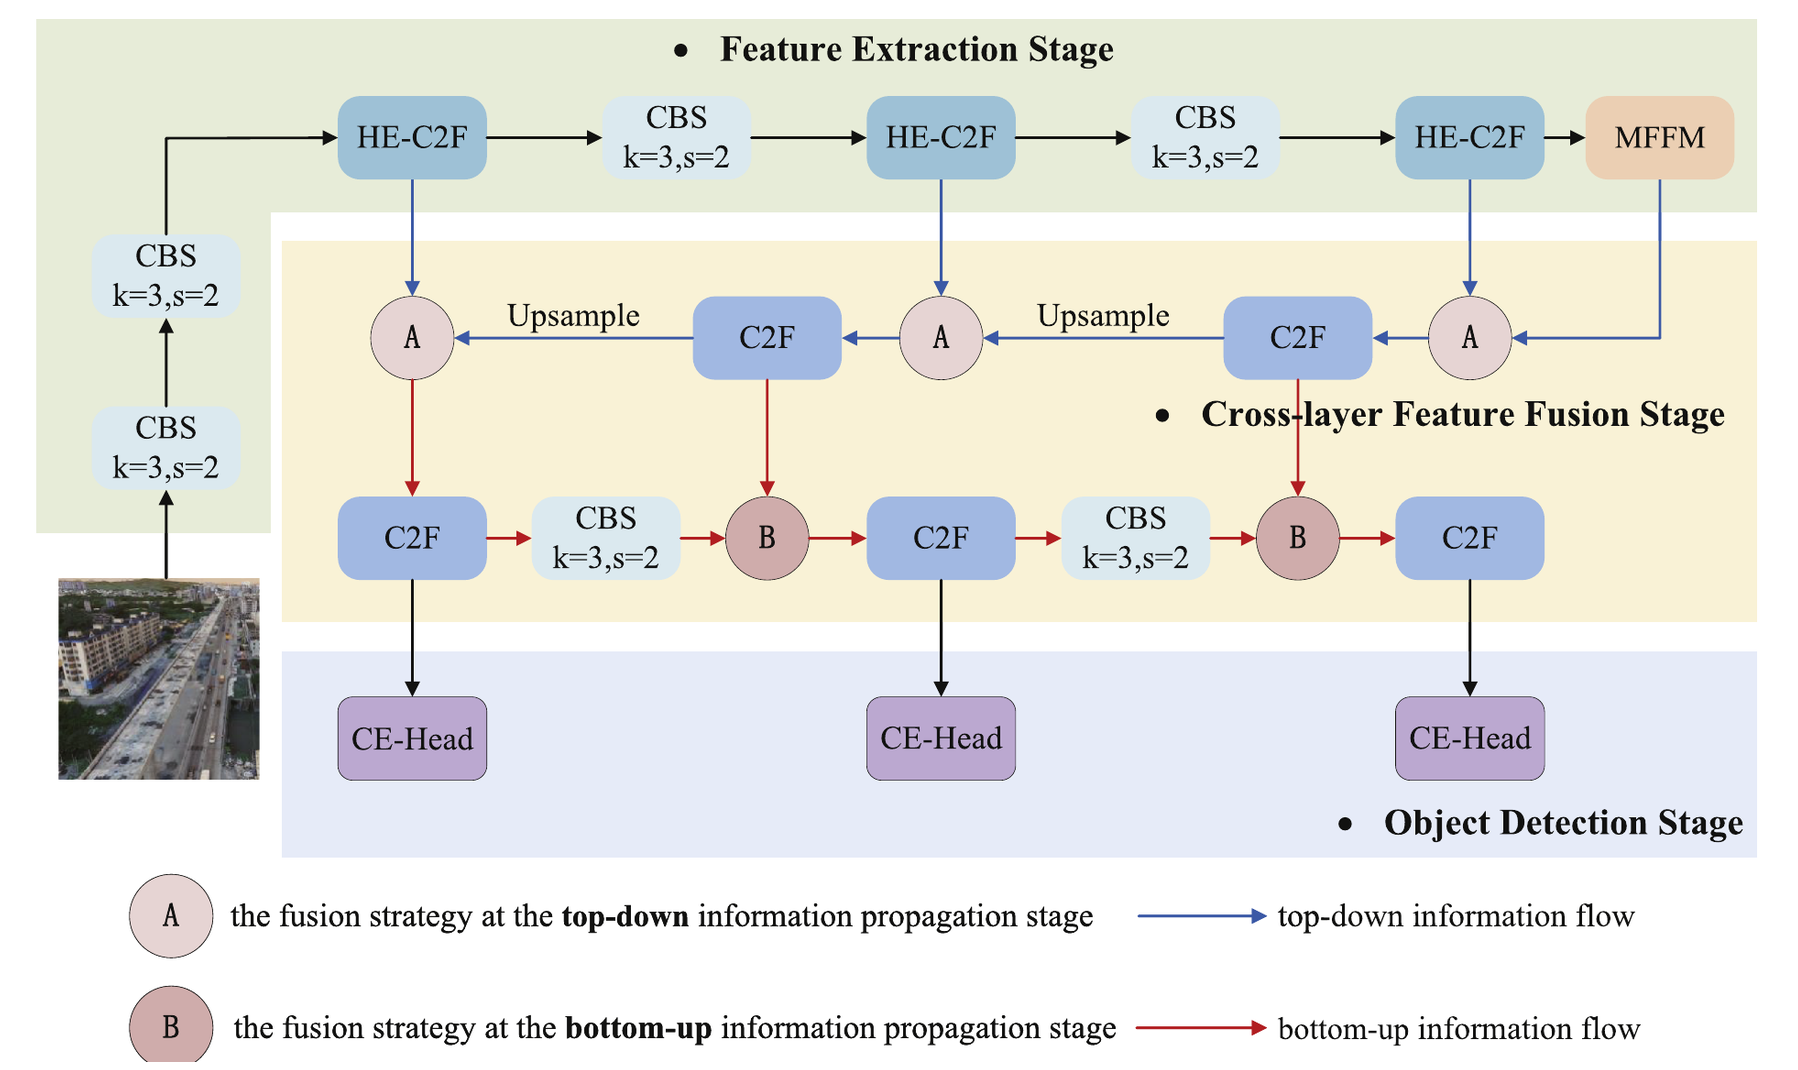 • Feature Extraction Stage
HE-C2F
CBS
k=3,s=2
HE-C2F
CBS
k=3,s=2
HE-C2F
MFFM
CBS
k=3,s=2
CBS
k=3,s=2
A
Upsample
C2F
A
Upsample
C2F
A
• Cross-layer Feature Fusion Stage
C2F
CBS
k=3,s=2
B
C2F
CBS
k=3,s=2
B
C2F
CE-Head
CE-Head
CE-Head
• Object Detection Stage
A the fusion strategy at the top-down information propagation stage
top-down information flow
B the fusion strategy at the bottom-up information propagation stage
bottom-up information flow